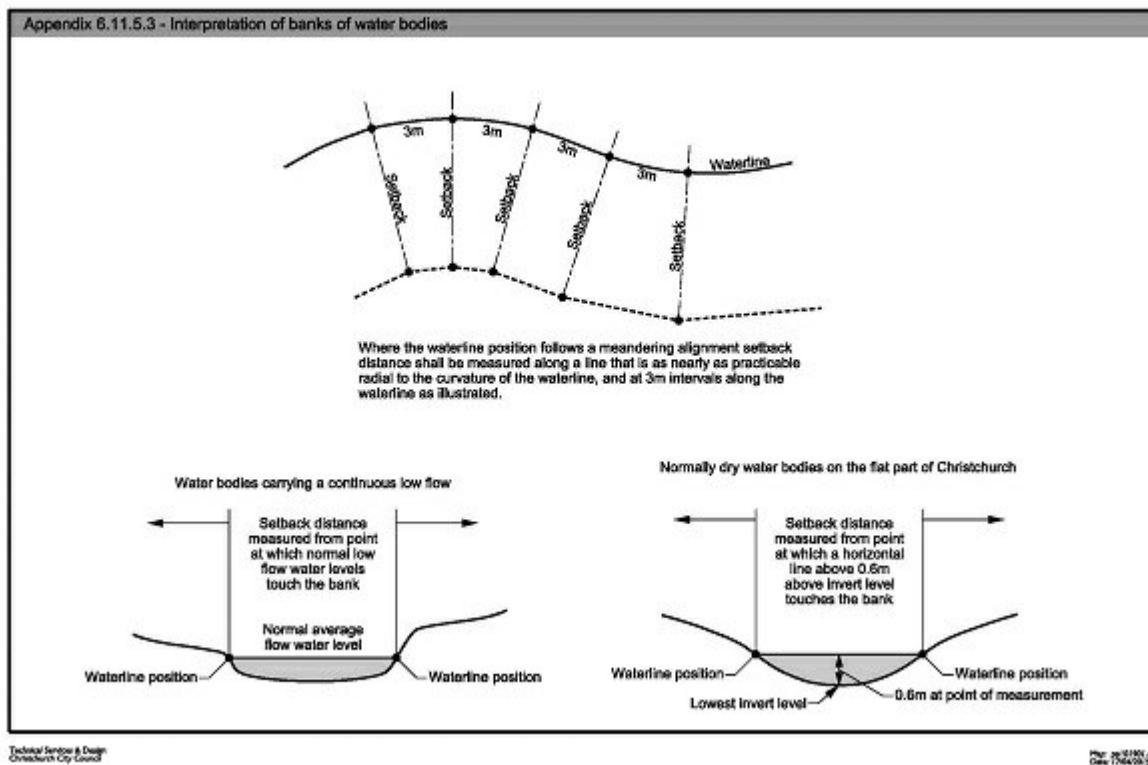 Appendix 6.11.5.3 - Interpretation of banks of water bodies
3m
3m
3m
3m
Waterline
Setback
Setback
Setback
Setback
Setback
Where the waterline position follows a meandering alignment setback
distance shall be measured along a line that is as nearly as practicable
radial to the curvature of the waterline, and at 3m intervals along the
waterline as illustrated.
Water bodies carrying a continuous low flow
Setback distance
measured from point
at which normal low
flow water levels
touch the bank
Normal average
flow water level
Waterline position
Waterline position
Normally dry water bodies on the flat part of Christchurch
Setback distance
measured from point
at which a horizontal
line above 0.6m
above invert level
touches the bank
Waterline position
Waterline position
0.6m at point of measurement
Lowest invert level
Technical Services & Design
Christchurch City Council